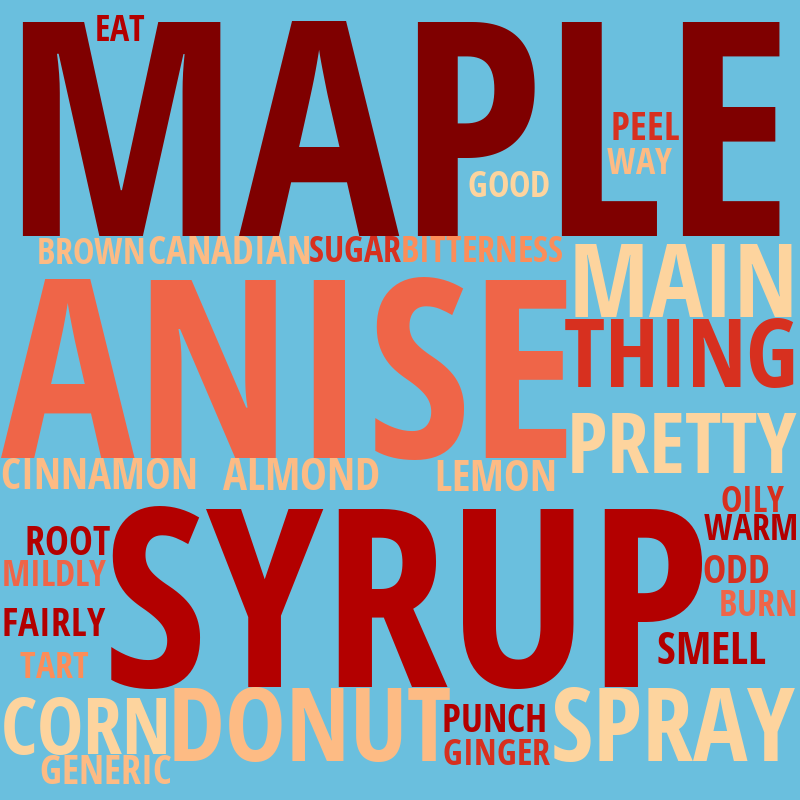 EAT
MAPLE
PEEL
WAY
GOOD
BROWN CANADIAN SUGAR BITTERNESS
MAIN
ANISE
THING
PRETTY
CINNAMON ALMOND LEMON
OILY
WARM
ROOT
SYRUP
MILDLY
ODD
BURN
FAIRLY
SMELL
TART
CORN DONUT SPRAY
PUNCH
GINGER
GENERIC